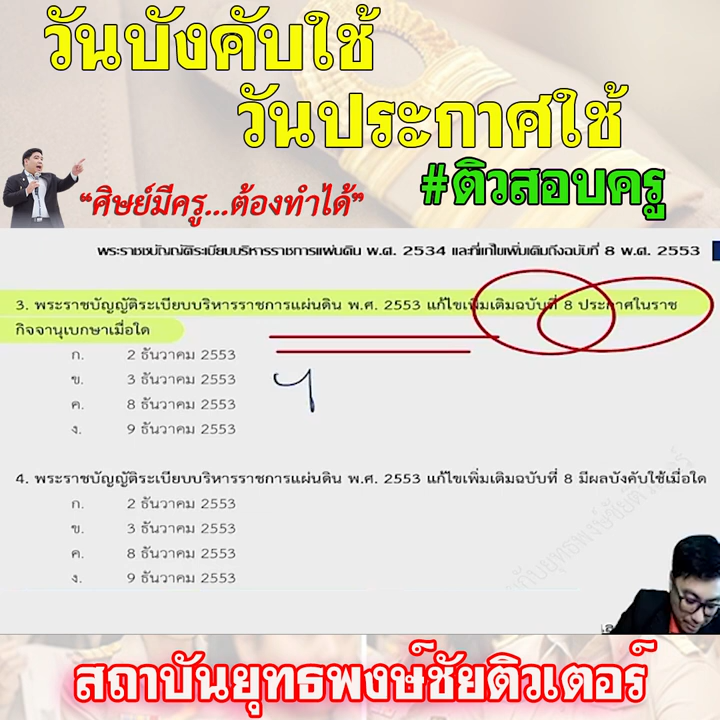 วันบังคับใช้
วันประกาศใช้
#ติวสอบครู
“ศิษย์มีครู...ต้องทำได้”
พระราชบัญญัติระเบียบบริหารราชการแผ่นดิน พ.ศ. 2534 และที่แก้ไขเพิ่มเติมถึงฉบับที่ 8 พ.ศ. 2553
3. พระราชบัญญัติระเบียบบริหารราชการแผ่นดิน พ.ศ. 2553 แก้ไขเพิ่มเติมฉบับที่ 8 ประกาศในราช
กิจจานุเบกษาเมื่อใด
ก. 2 ธันวาคม 2553
ข. 3 ธันวาคม 2553
ค. 8 ธันวาคม 2553
ง. 9 ธันวาคม 2553
4. พระราชบัญญัติระเบียบบริหารราชการแผ่นดิน พ.ศ. 2553 แก้ไขเพิ่มเติมฉบับที่ 8 มีผลบังคับใช้เมื่อใด
ก. 2 ธันวาคม 2553
ข. 3 ธันวาคม 2553
ค. 8 ธันวาคม 2553
ง. 9 ธันวาคม 2553
สถาบันยุทธพงษ์ชัยติวเตอร์